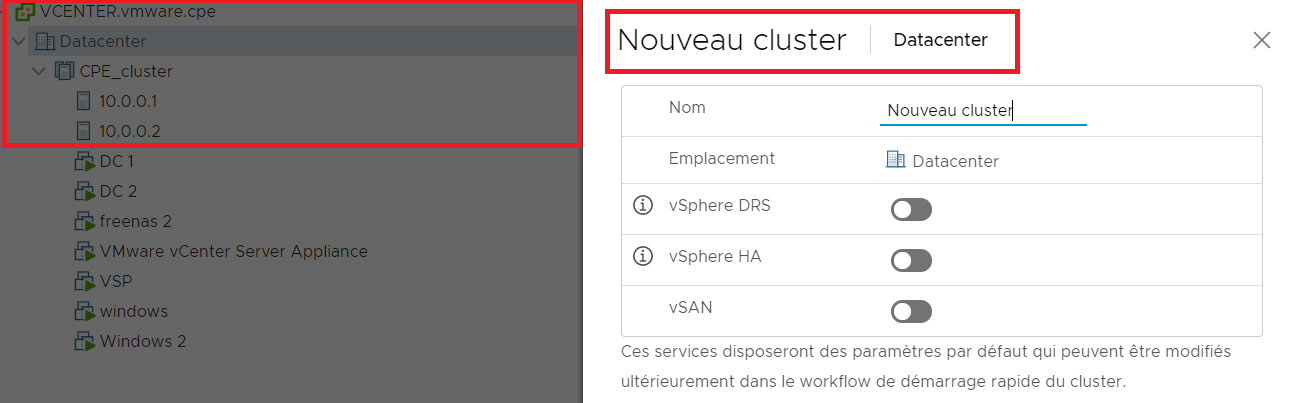 VCENTER.vmware.cpe
Datacenter
CPE_cluster
10.0.0.1
10.0.0.2
DC 1
DC 2
freenas 2
VMware vCenter Server Appliance
VSP
windows
Windows 2
Nouveau cluster Datacenter
Nom Nouveau cluster
Emplacement Datacenter
vSphere DRS
vSphere HA
vSAN
Ces services disposeront des paramètres par défaut qui peuvent être modifiés
ultérieurement dans le workflow de démarrage rapide du cluster.